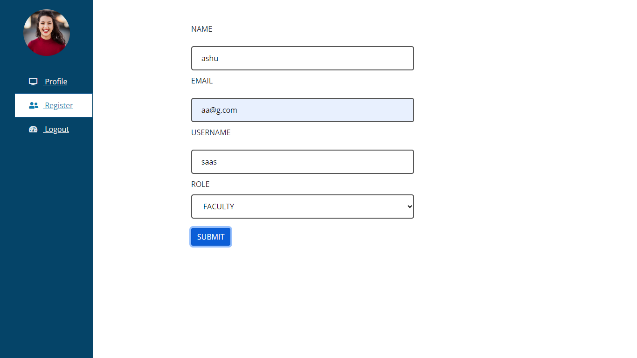 Profile
Register
Logout
NAME
ashu
EMAIL
aa@g.com
USERNAME
saas
ROLE
FACULTY
SUBMIT